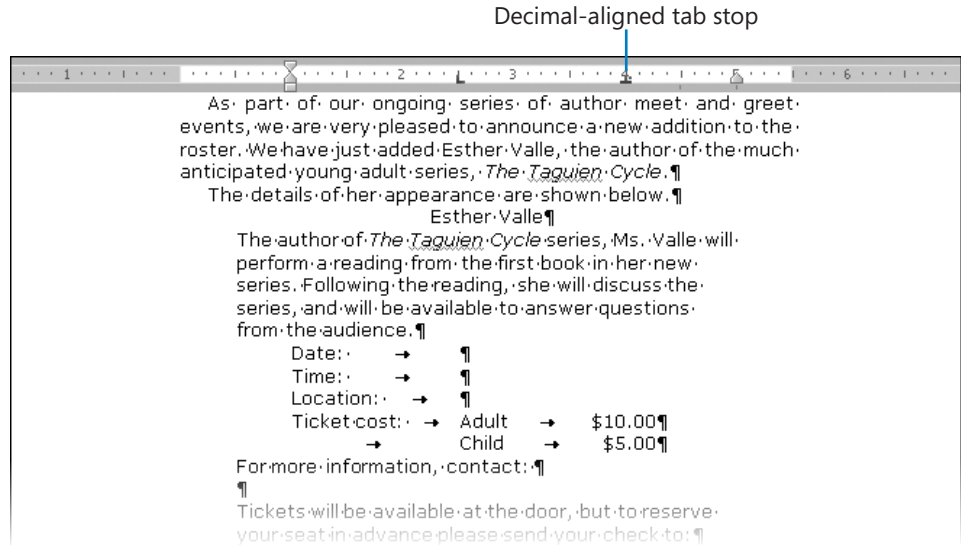 Decimal-aligned tab stop
1 2 3 4 5 6
As part of our ongoing series of author meet and greet
events, we are very pleased to announce a new addition to the
roster. We have just added Esther Valle, the author of the much
anticipated young adult series, The Taguien Cycle.¶
The details of her appearance are shown below.¶
Esther Valle¶
The author of The Taguien Cycle series, Ms. Valle will
perform a reading from the first book in her new
series. Following the reading, she will discuss the
series, and will be available to answer questions
from the audience.¶
Date: → ¶
Time: → ¶
Location: → ¶
Ticket cost: → Adult → $10.00¶
→ Child → $5.00¶
For more information, contact: ¶
¶
Tickets will be available at the door, but to reserve
your seat in advance please send your check to:¶